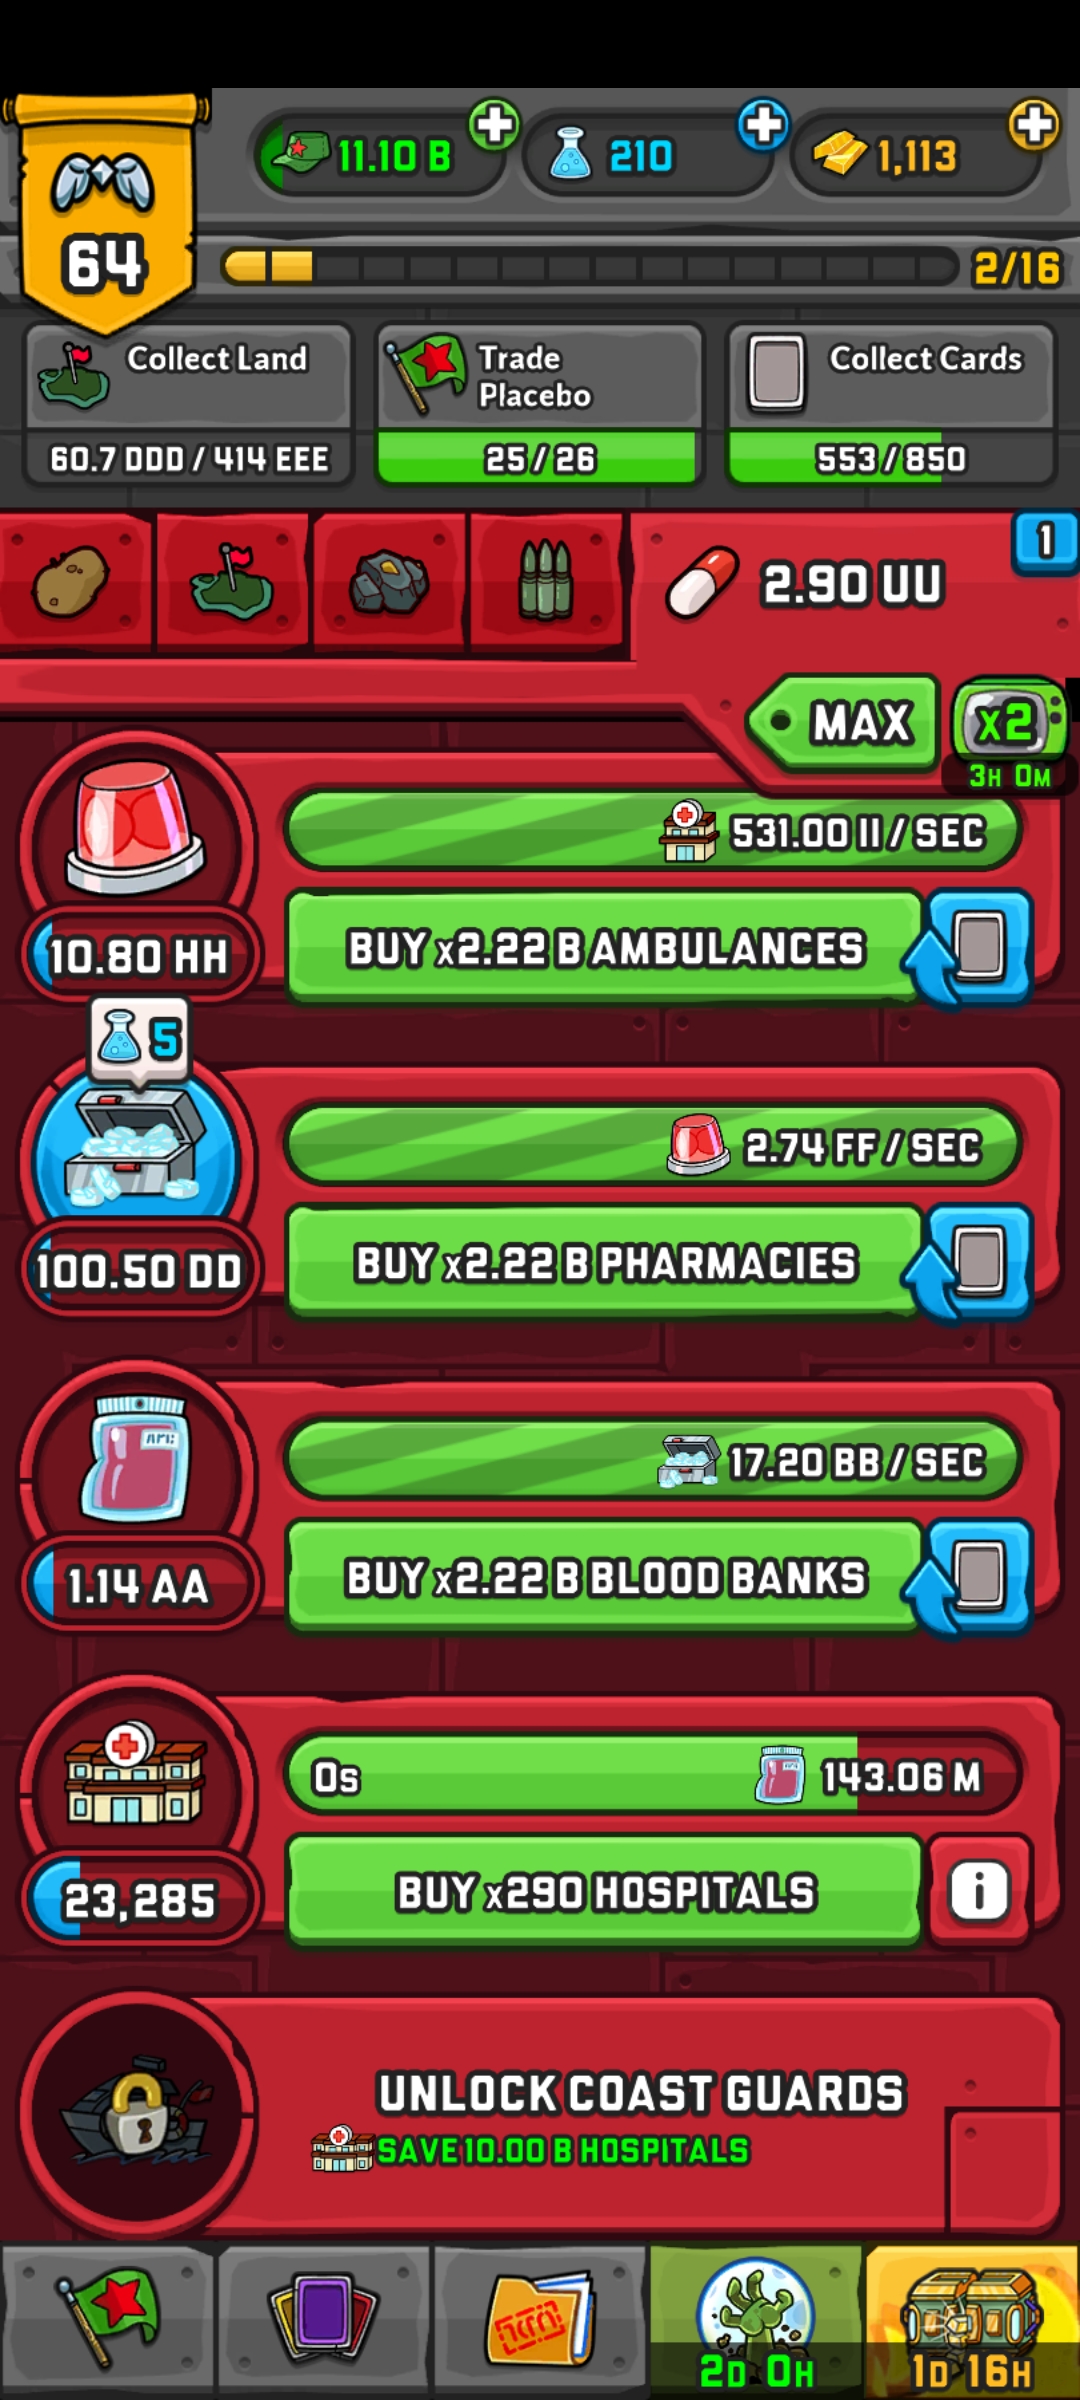 11.10 B
210
1,113
64
2/16
Collect Land
60.7 DDD / 414 EEE
Trade
Placebo
25 / 26
Collect Cards
553 / 850
2.90 UU
1
MAX
x2
3H 0M
531.00 II / SEC
10.80 HH
BUY x2.22 B AMBULANCES
5
2.74 FF / SEC
100.50 DD
BUY x2.22 B PHARMACIES
17.20 BB / SEC
1.14 AA
BUY x2.22 B BLOOD BANKS
0s
143.06 M
23,285
BUY x290 HOSPITALS
i
UNLOCK COAST GUARDS
SAVE 10.00 B HOSPITALS
2D 0H
1D 16H